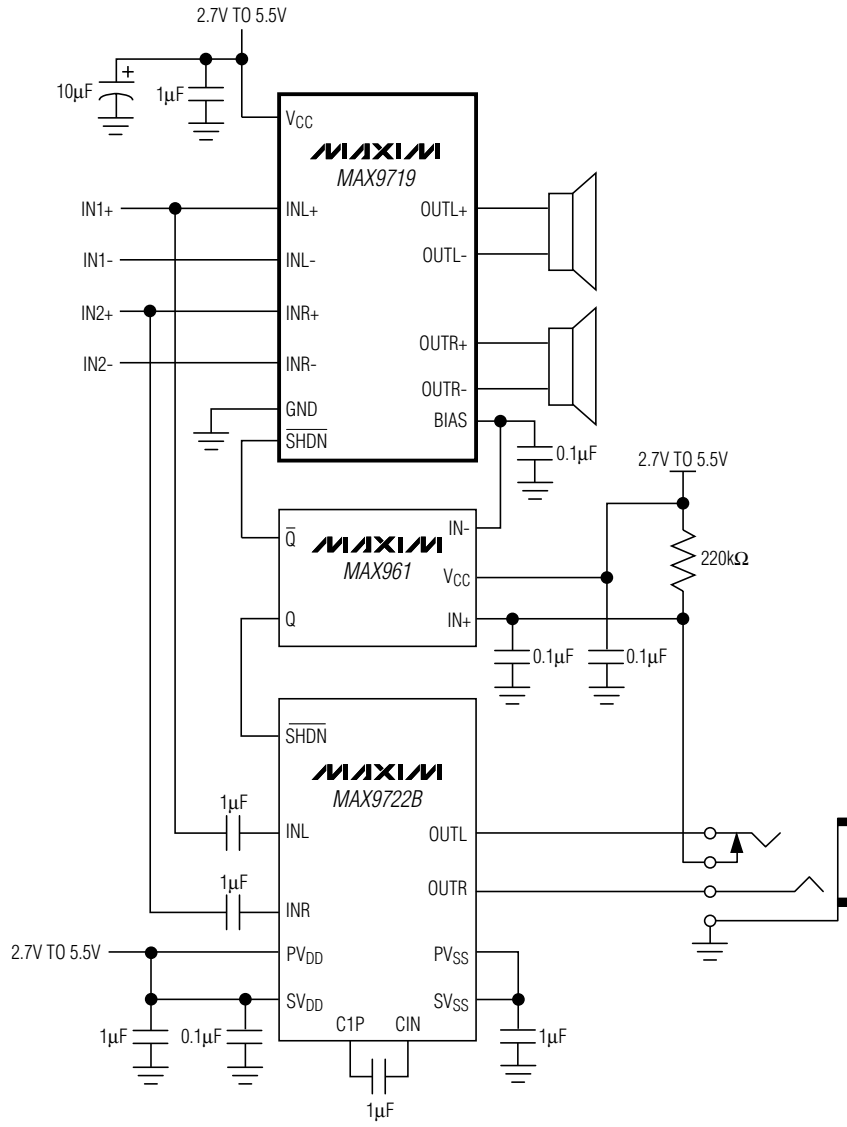 2.7V TO 5.5V
10μF
+
1μF
VCC
MAXIM
MAX9719
IN1+
INL+
OUTL+
IN1-
INL-
OUTL-
IN2+
INR+
OUTR+
IN2-
INR-
OUTR-
GND
BIAS
SHDN
0.1μF
2.7V TO 5.5V
Q
MAXIM
MAX961
IN-
VCC
220kΩ
Q
IN+
0.1μF
0.1μF
SHDN
MAXIM
MAX9722B
1μF
INL
OUTL
1μF
INR
OUTR
2.7V TO 5.5V
PVDD
PVSS
SVDD
SVSS
1μF
0.1μF
C1P
CIN
1μF
1μF